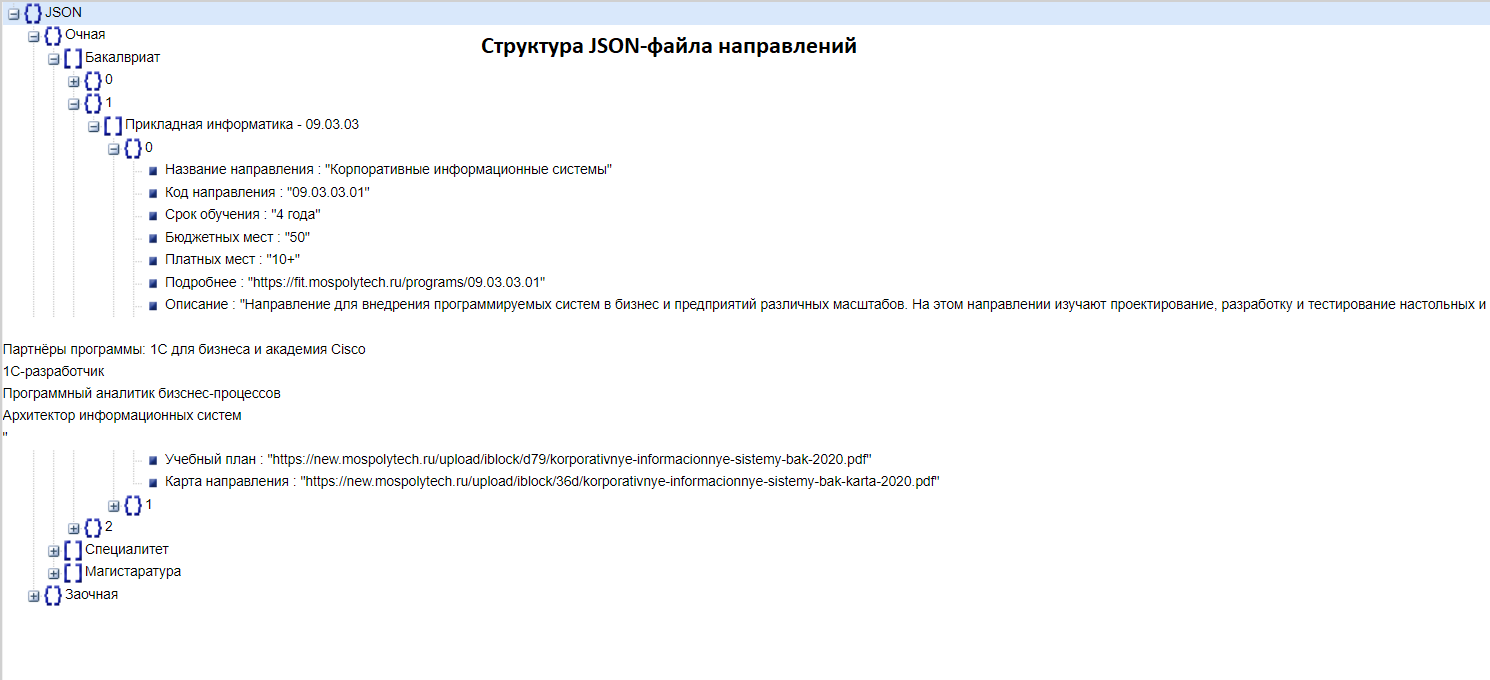 JSON
Очная
Структура JSON-файла направлений
Бакалвриат
0
1
Прикладная информатика - 09.03.03
0
Название направления : "Корпоративные информационные системы"
Код направления : "09.03.03.01"
Срок обучения : "4 года"
Бюджетных мест : "50"
Платных мест : "10+"
Подробнее : "https://fit.mospolytech.ru/programs/09.03.03.01"
Описание : "Направление для внедрения программируемых систем в бизнес и предприятий различных масштабов. На этом направлении изучают проектирование, разработку и тестирование настольных и
Партнёры программы: 1С для бизнеса и академия Cisco
1С-разработчик
Программный аналитик бизснес-процессов
Архитектор информационных систем
"
Учебный план : "https://new.mospolytech.ru/upload/iblock/d79/korporativnye-informacionnye-sistemy-bak-2020.pdf"
Карта направления : "https://new.mospolytech.ru/upload/iblock/36d/korporativnye-informacionnye-sistemy-bak-karta-2020.pdf"
1
2
Специалитет
Магистаратура
Заочная